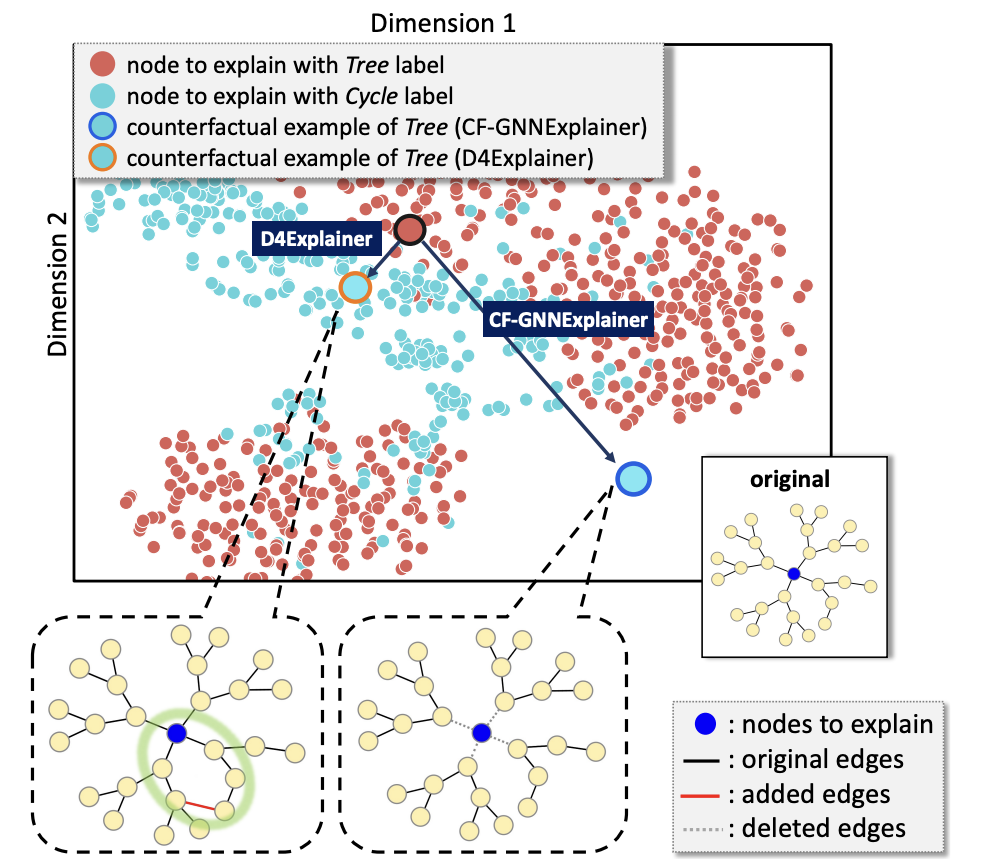 Dimension 1
node to explain with Tree label
node to explain with Cycle label
counterfactual example of Tree (CF-GNNExplainer)
counterfactual example of Tree (D4Explainer)
Dimension 2
D4Explainer
CF-GNNExplainer
original
: nodes to explain
: original edges
: added edges
: deleted edges